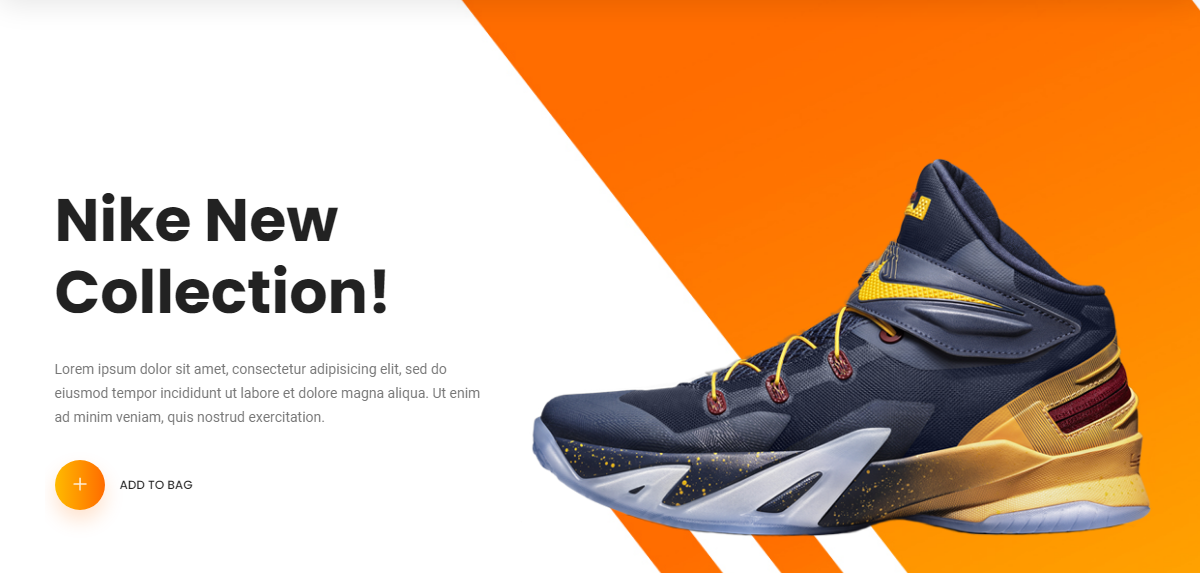 Nike New
Collection!
Lorem ipsum dolor sit amet, consectetur adipisicing elit, sed do
eiusmod tempor incididunt ut labore et dolore magna aliqua. Ut enim
ad minim veniam, quis nostrud exercitation.
ADD TO BAG